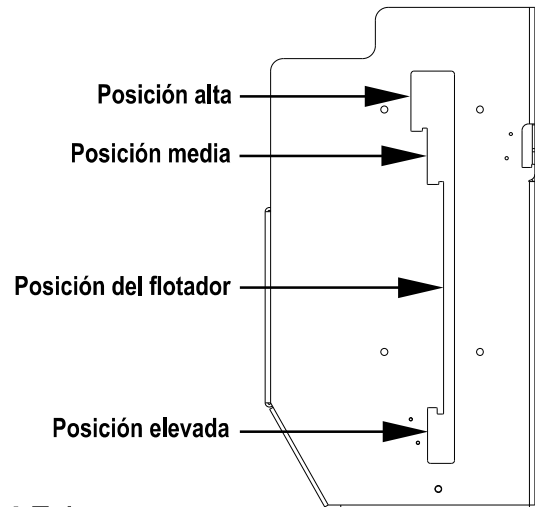 Posición alta
Posición media
Posición del flotador
Posición elevada